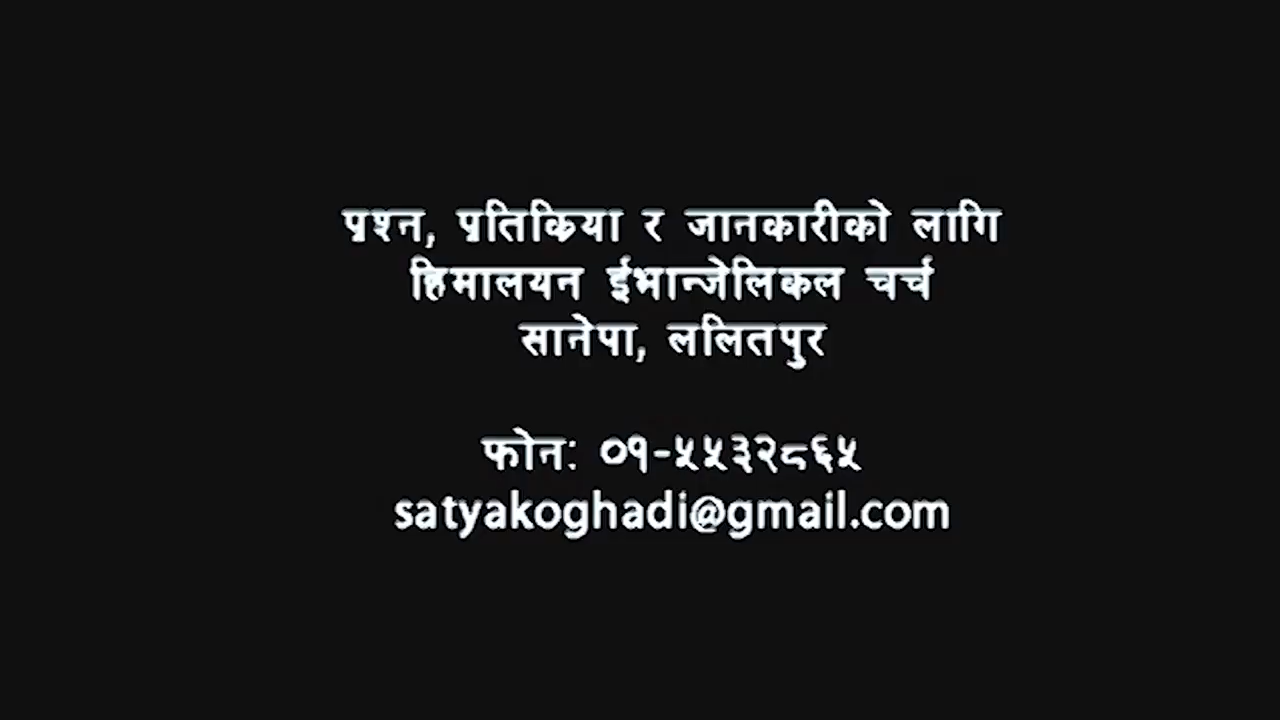 प्रश्न, प्रतिक्रिया र जानकारीको लागि
हिमालयन ईभान्जेलिकल चर्च
सानेपा, ललितपुर
फोन: ०१-५५३२८६५
satyakoghadi@gmail.com